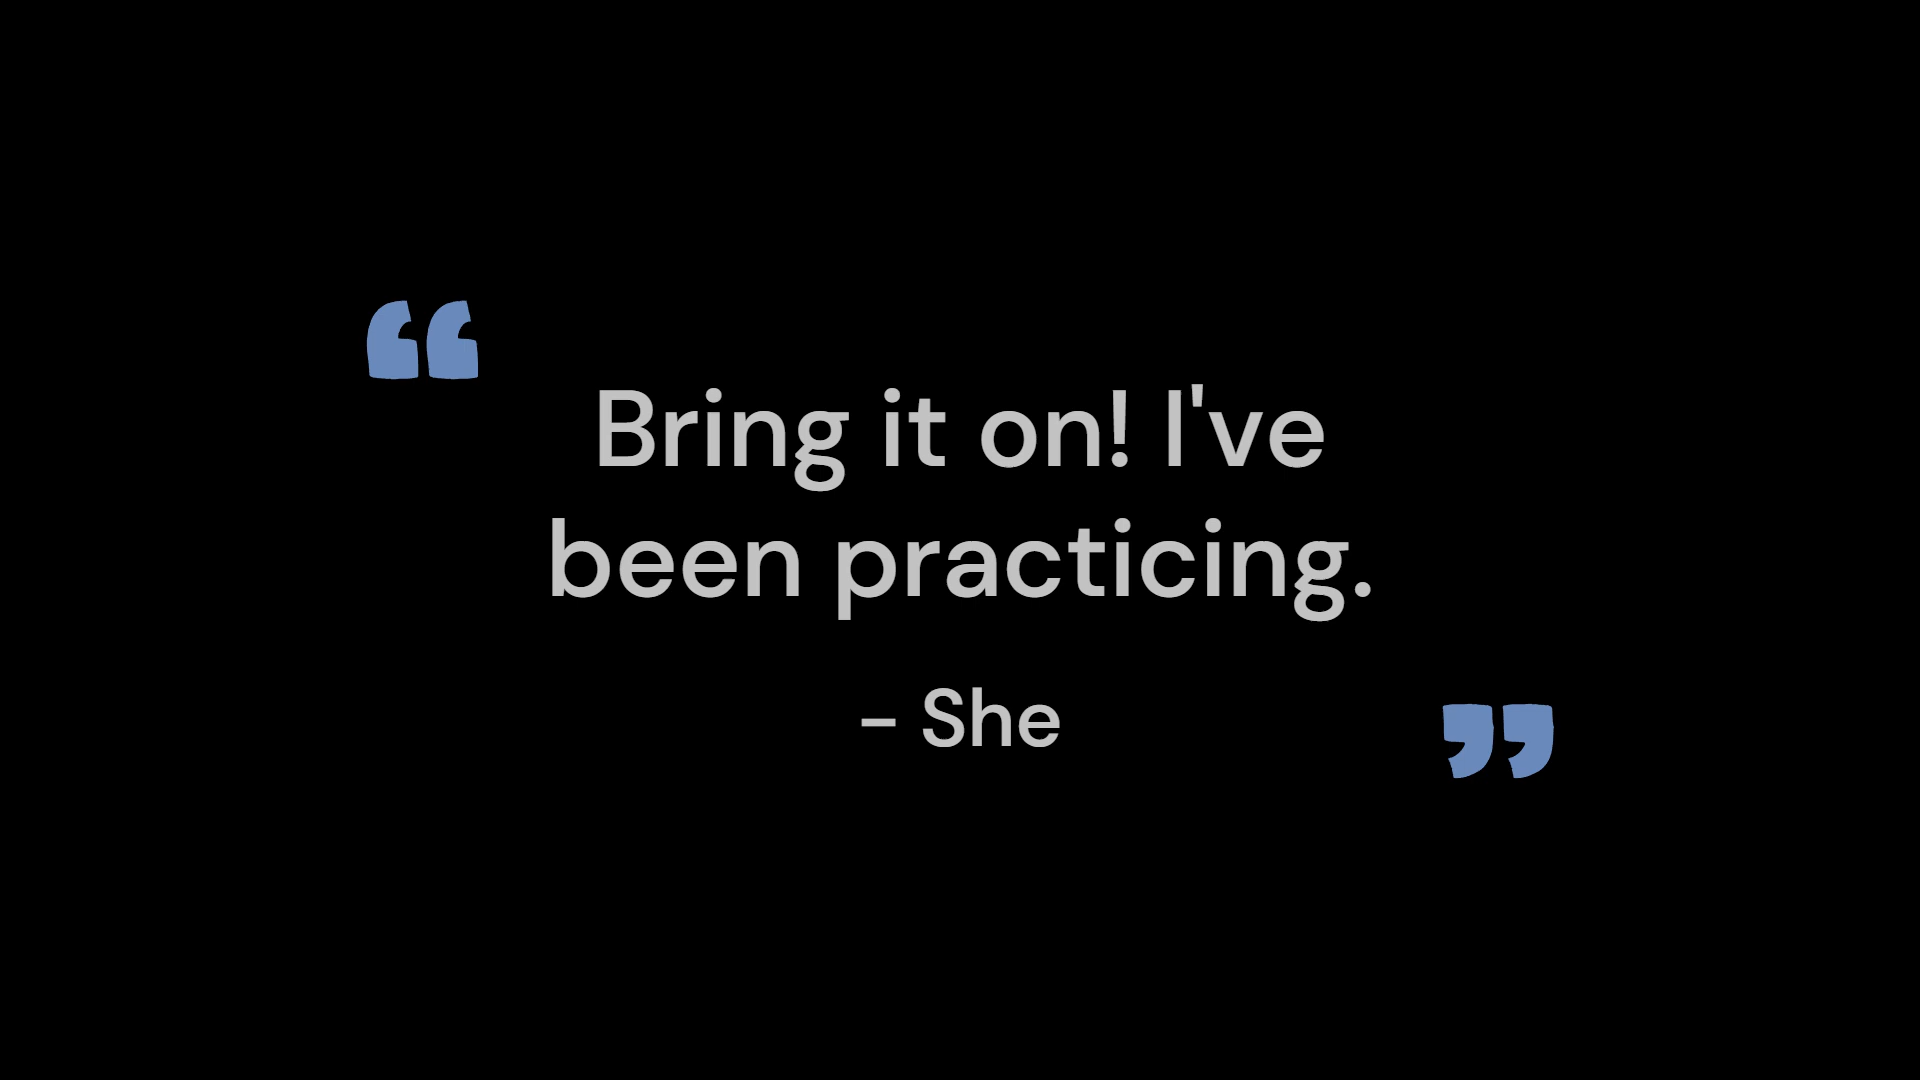 “
Bring it on! I've
been practicing.
– She
”